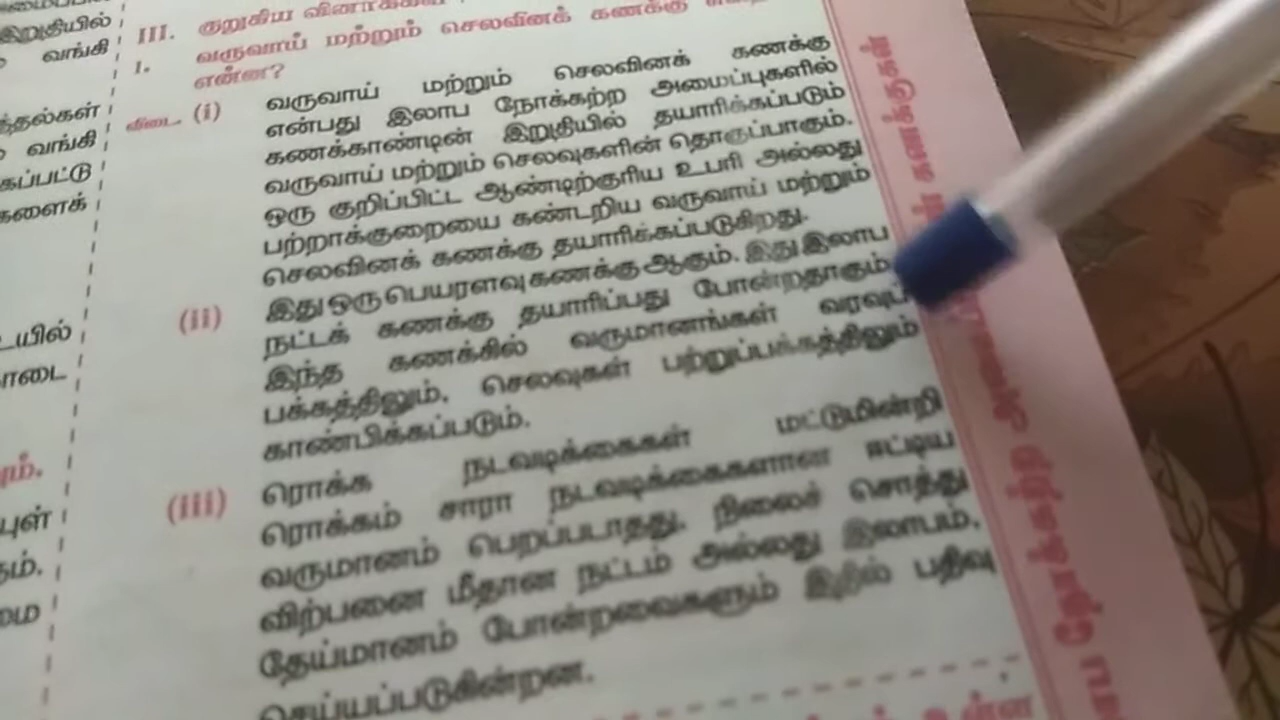 இறுதியில்
வங்கி
வங்கி
III. குறுகிய வினாக்கள்
1. வருவாய் மற்றும் செலவினக் கணக்கு
என்ன?
விடை. (i) வருவாய் மற்றும் செலவினக் கணக்கு
என்பது இலாப நோக்கற்ற அமைப்புகளில்
கணக்காண்டின் இறுதியில் தயாரிக்கப்படும்
வருவாய் மற்றும் செலவுகளின் தொகுப்பாகும்.
ஒரு குறிப்பிட்ட ஆண்டிற்குரிய உபரி அல்லது
பற்றாக்குறையை கண்டறிய வருவாய் மற்றும்
செலவினக் கணக்கு தயாரிக்கப்படுகிறது.
(ii) இது ஒரு பெயரளவு கணக்கு ஆகும். இது இலாப
நட்டக் கணக்கு தயாரிப்பது போன்றதாகும்
இந்த கணக்கில் வருமானங்கள் வரவுப்
பக்கத்திலும், செலவுகள் பற்றுப்பக்கத்திலும்
காண்பிக்கப்படும்.
(iii) ரொக்க நடவடிக்கைகள் மட்டுமின்றி
ரொக்கம் சாரா நடவடிக்கைகளான ஈட்டிய
வருமானம் பெறப்படாதது, நிலைச் சொத்து
விற்பனை மீதான நட்டம் அல்லது இலாபம்,
தேய்மானம் போன்றவைகளும் இதில் பதிவு
செய்யப்படுகின்றன.